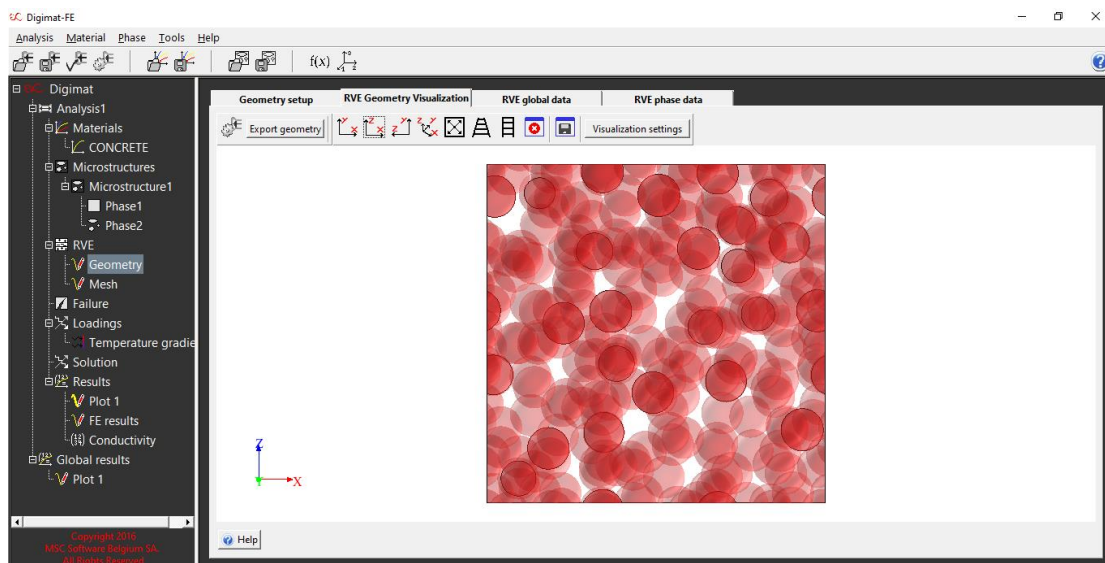 Digimat-FE
Analysis Material Phase Tools Help
f(x)
Digimat
Analysis1
Materials
CONCRETE
Microstructures
Microstructure1
Phase1
Phase2
RVE
Geometry
Mesh
Failure
Loadings
Temperature gradie
Solution
Results
Plot 1
FE results
Conductivity
Global results
Plot 1
Copyright 2016
MSC Software Belgium SA.
All Rights Reserved
Geometry setup RVE Geometry Visualization RVE global data RVE phase data
Export geometry Visualization settings
Z
Y X
Help